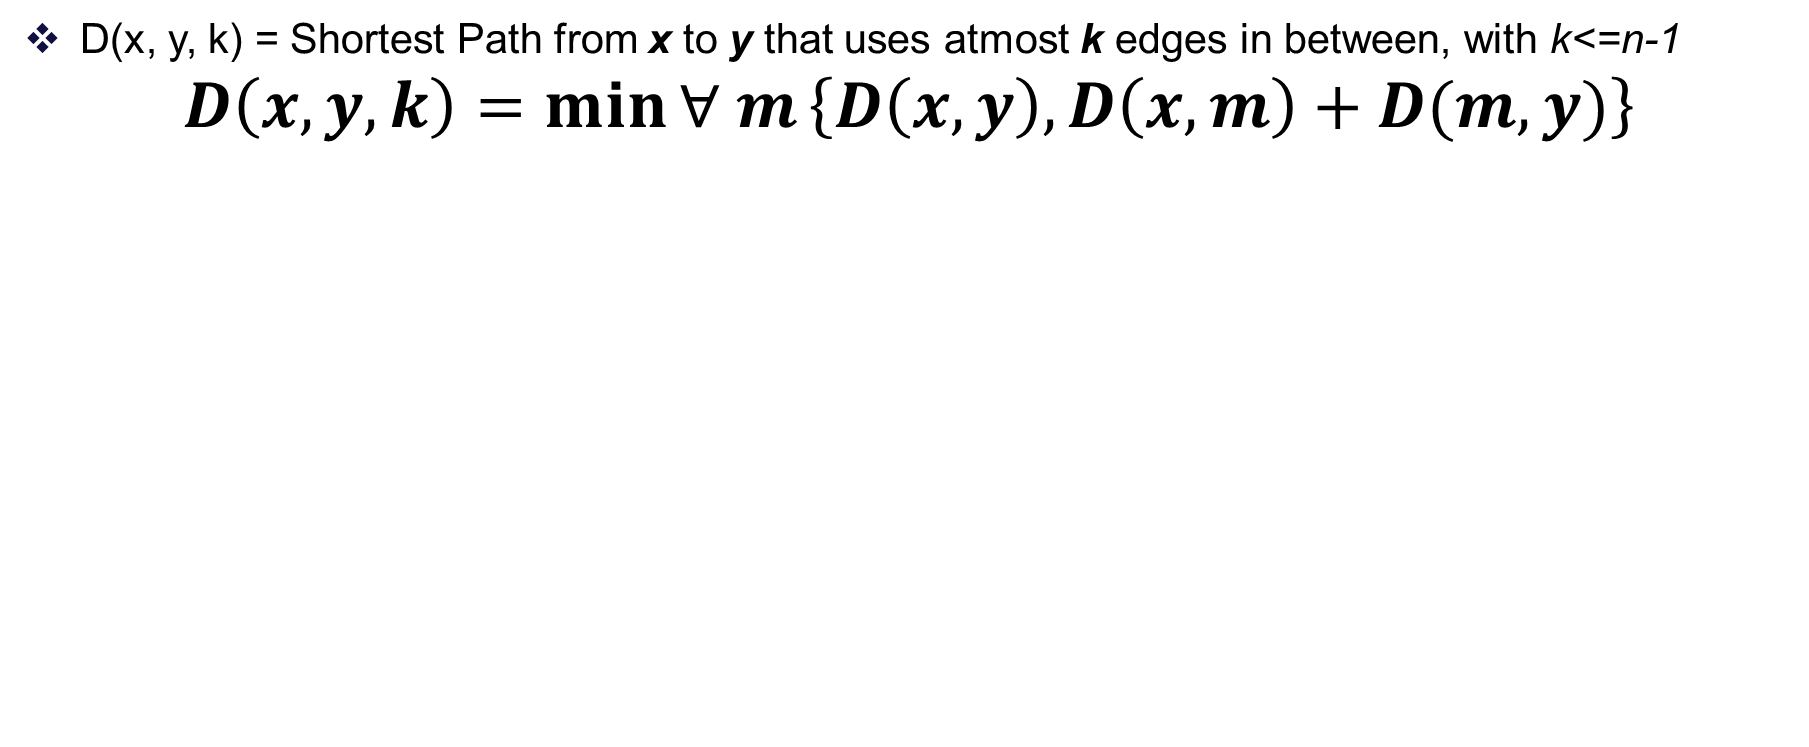 ❖ D(x, y, k) = Shortest Path from x to y that uses atmost k edges in between, with k<=n-1
D(x, y, k) = min ∀ m {D(x, y), D(x, m) + D(m, y)}